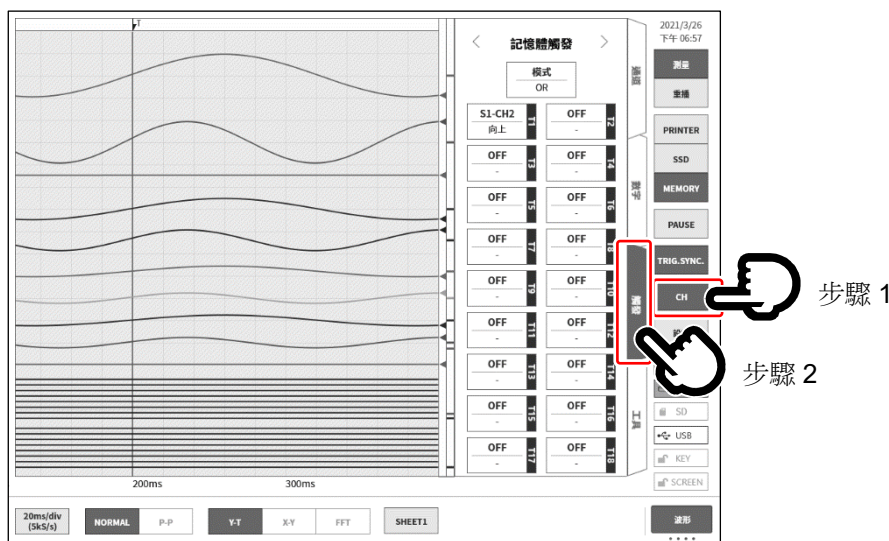 T
2021/3/26
下午 06:57
記憶體觸發
模式
OR
S1-CH2
向上
T1
OFF
-
T2
OFF
-
T3
OFF
-
T4
OFF
-
T5
OFF
-
T6
OFF
-
T7
OFF
-
T8
OFF
-
T9
OFF
-
T10
OFF
-
T11
OFF
-
T12
OFF
-
T13
OFF
-
T14
OFF
-
T15
OFF
-
T16
OFF
-
T17
OFF
-
T18
通道
數字
觸發
工具
測量
重播
PRINTER
SSD
MEMORY
PAUSE
TRIG.SYNC.
CH
步驟 1
步驟 2
SD
USB
KEY
SCREEN
200ms
300ms
20ms/div
(5kS/s)
NORMAL
P-P
Y-T
X-Y
FFT
SHEET1
波形